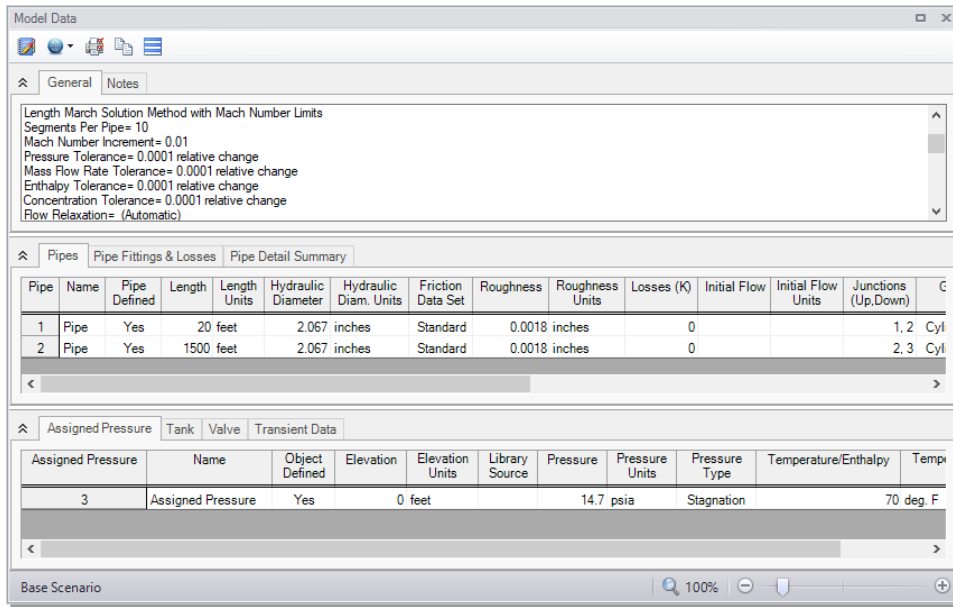 Model Data
General Notes
Length March Solution Method with Mach Number Limits
Segments Per Pipe= 10
Mach Number Increment= 0.01
Pressure Tolerance= 0.0001 relative change
Mass Flow Rate Tolerance= 0.0001 relative change
Enthalpy Tolerance= 0.0001 relative change
Concentration Tolerance= 0.0001 relative change
Flow Relaxation= (Automatic)
Pipes Pipe Fittings & Losses Pipe Detail Summary
Pipe Name Pipe Defined Length Length Units Hydraulic Diameter Hydraulic Diam. Units Friction Data Set Roughness Roughness Units Losses (K) Initial Flow Initial Flow Units Junctions (Up,Down) G
1 Pipe Yes 20 feet 2.067 inches Standard 0.0018 inches 0 1, 2 Cyli
2 Pipe Yes 1500 feet 2.067 inches Standard 0.0018 inches 0 2, 3 Cyli
Assigned Pressure Tank Valve Transient Data
Assigned Pressure Name Object Defined Elevation Elevation Units Library Source Pressure Pressure Units Pressure Type Temperature/Enthalpy Tempe
3 Assigned Pressure Yes 0 feet 14.7 psia Stagnation 70 deg. F
Base Scenario 100%